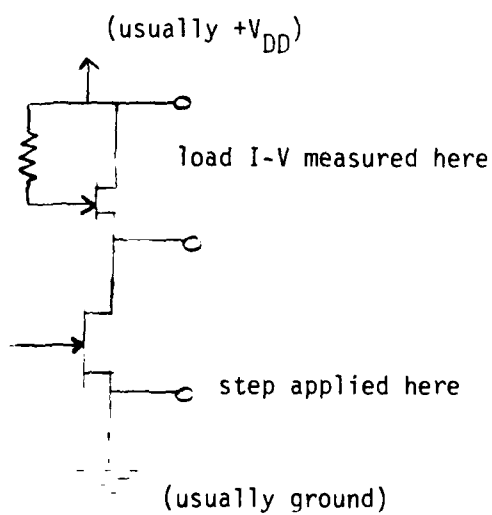 (usually +VDD)
load I-V measured here
step applied here
(usually ground)